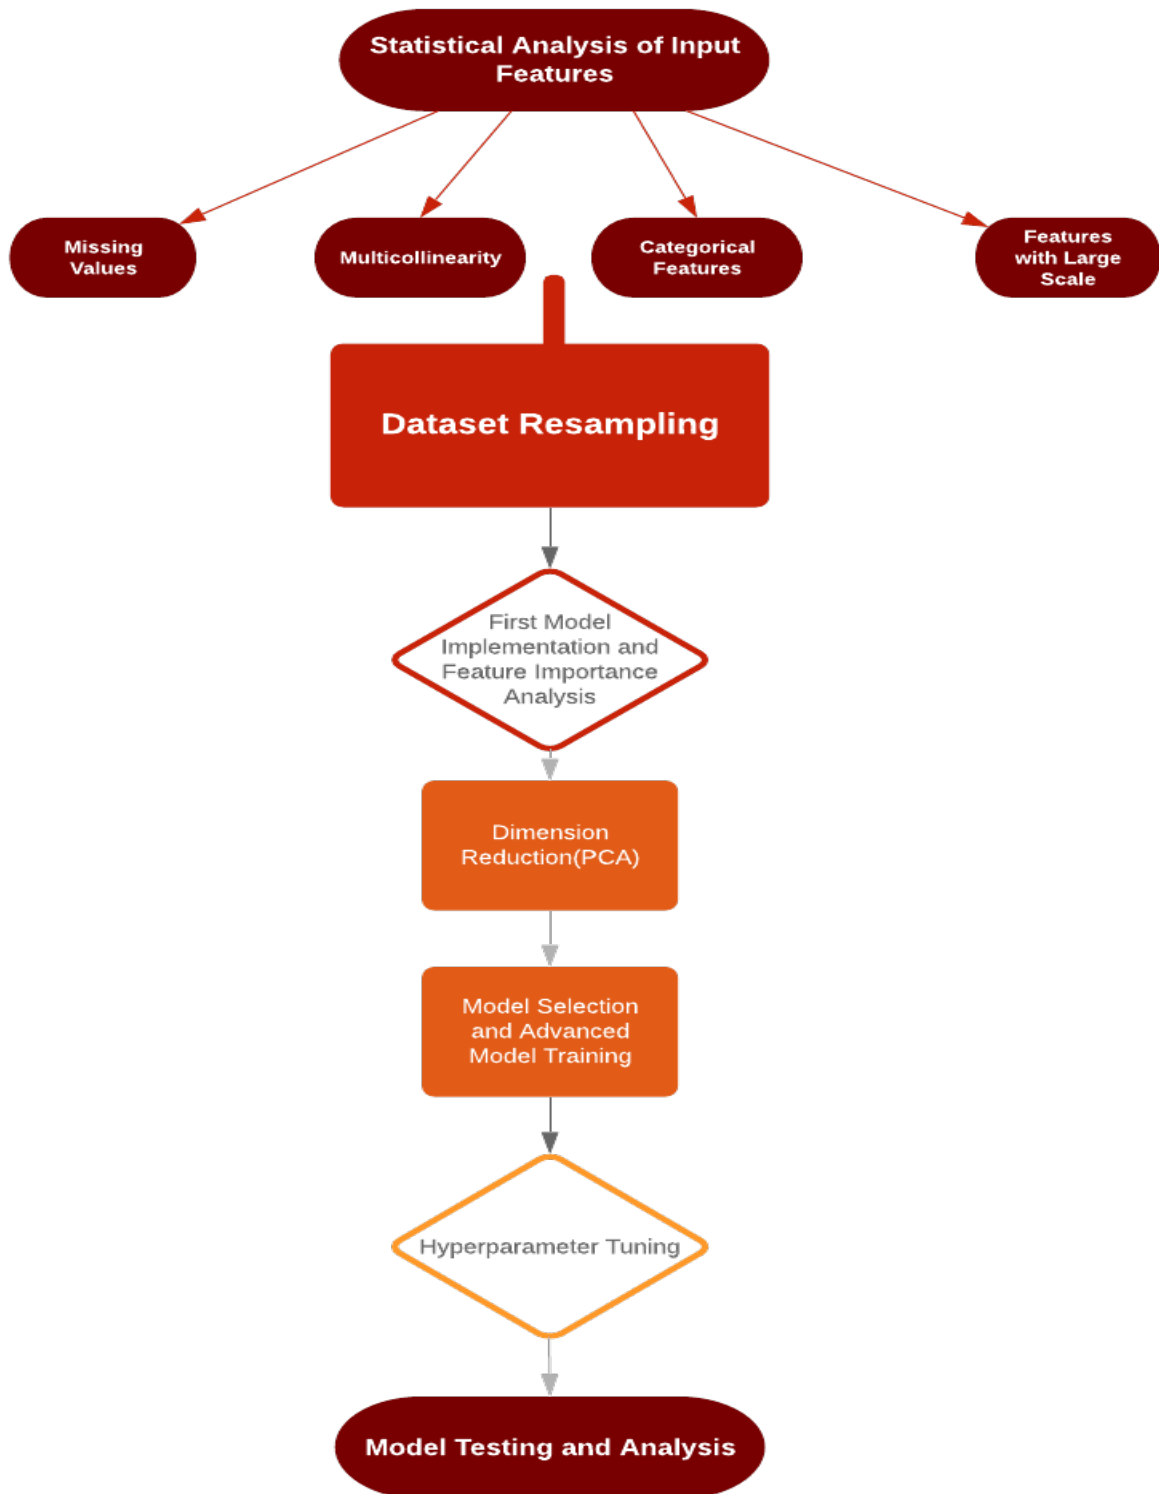 Statistical Analysis of Input
Features
Missing
Values
Multicollinearity
Categorical
Features
Features
with Large
Scale
Dataset Resampling
First Model
Implementation and
Feature Importance
Analysis
Dimension
Reduction(PCA)
Model Selection
and Advanced
Model Training
Hyperparameter Tuning
Model Testing and Analysis